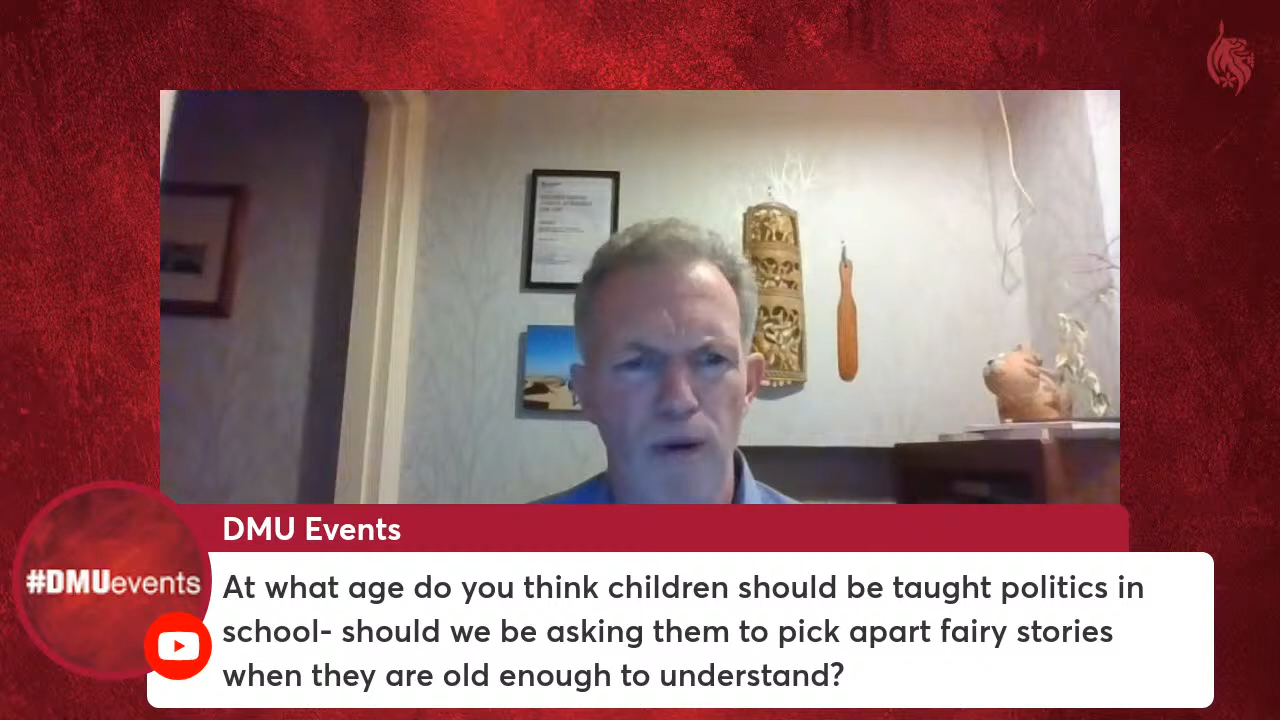 DMU Events
#DMUevents
At what age do you think children should be taught politics in
school- should we be asking them to pick apart fairy stories
when they are old enough to understand?